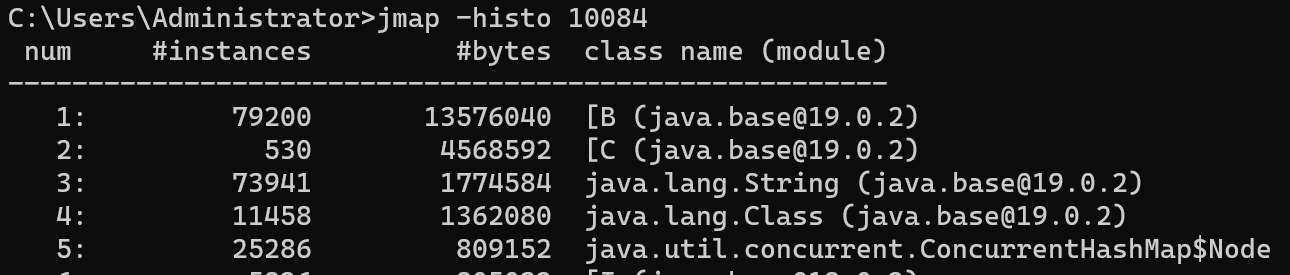 C:\Users\Administrator>jmap -histo 10084
num #instances #bytes class name (module)
-------------------------------------------------------
1: 79200 13576040 [B (java.base@19.0.2)
2: 530 4568592 [C (java.base@19.0.2)
3: 73941 1774584 java.lang.String (java.base@19.0.2)
4: 11458 1362080 java.lang.Class (java.base@19.0.2)
5: 25286 809152 java.util.concurrent.ConcurrentHashMap$Node